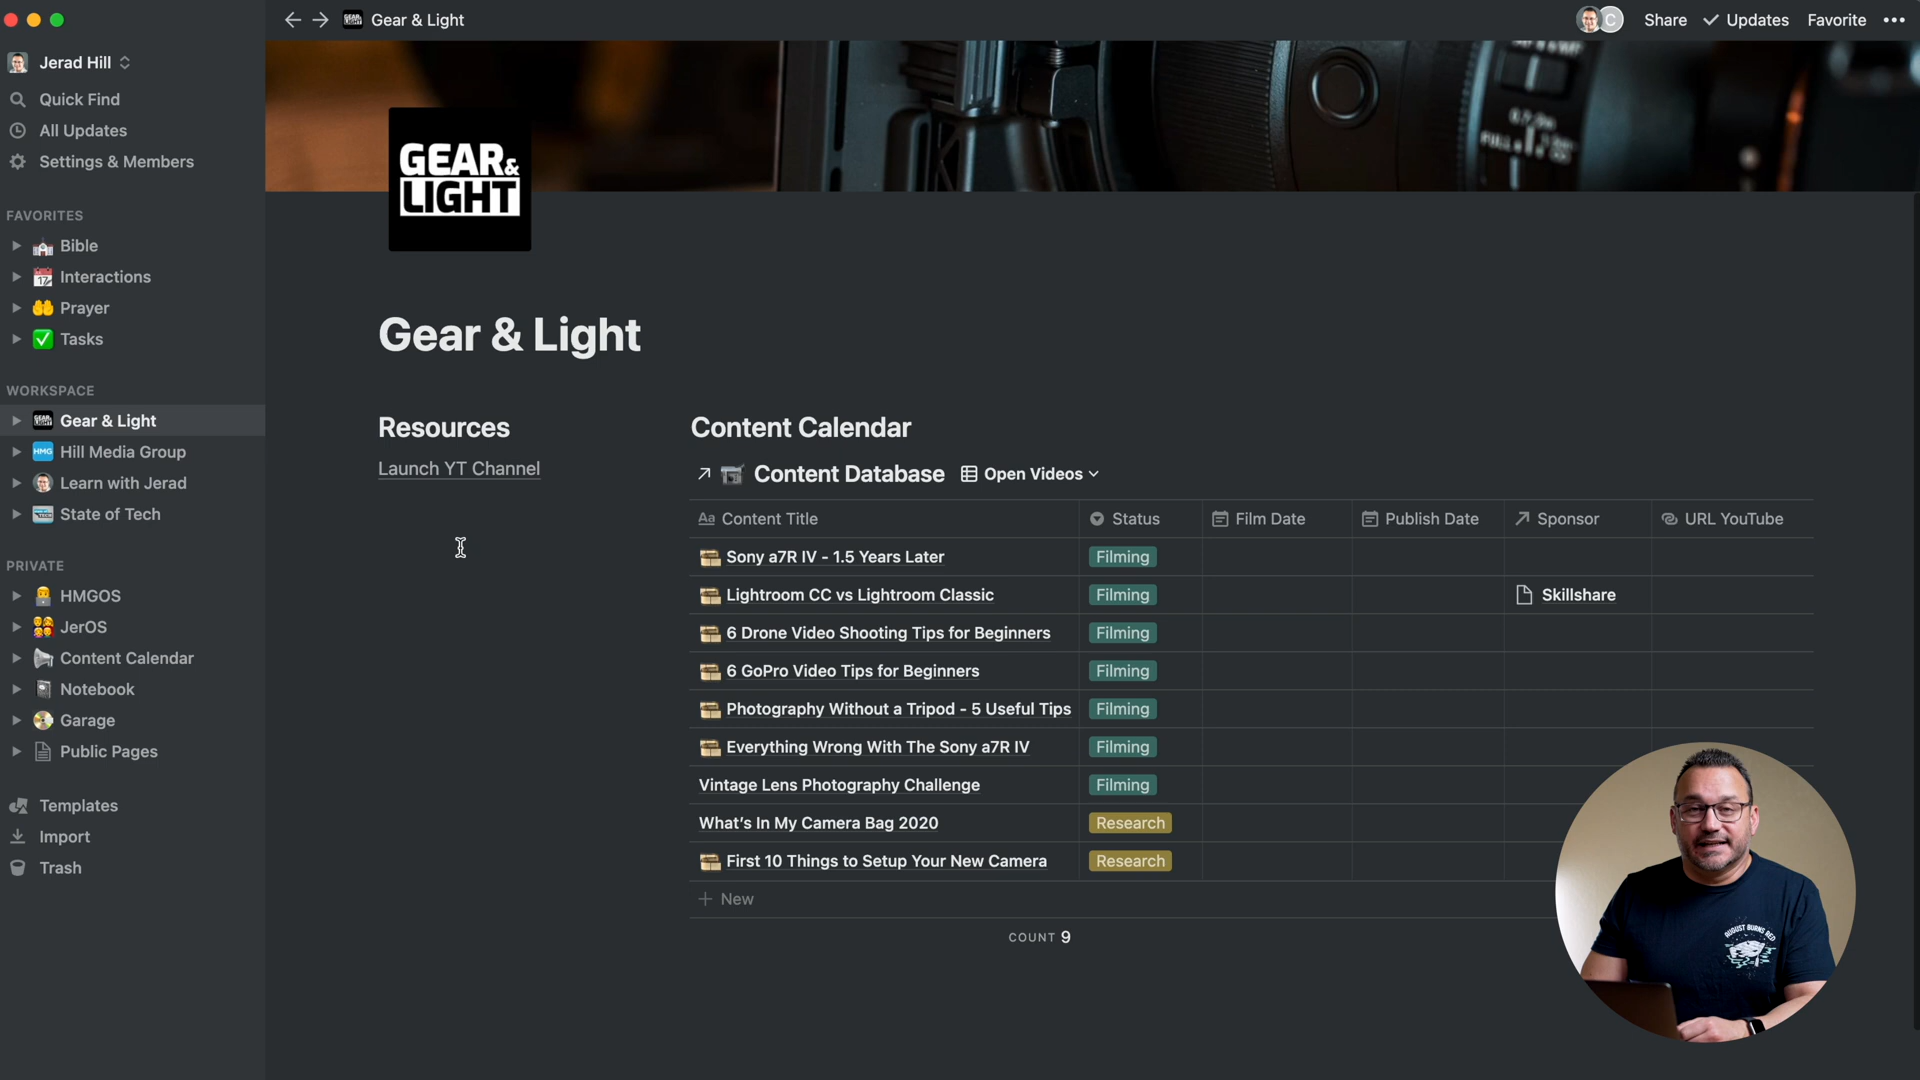 Gear & Light
C
Share
Updates
Favorite
Jerad Hill
Quick Find
All Updates
Settings & Members
FAVORITES
Bible
Interactions
Prayer
Tasks
WORKSPACE
Gear & Light
HMG
Hill Media Group
Learn with Jerad
State of Tech
PRIVATE
HMGOS
JerOS
Content Calendar
Notebook
Garage
Public Pages
Templates
Import
Trash
GEAR&
LIGHT
Gear & Light
Resources
Launch YT Channel
Content Calendar
Content Database
Open Videos
Aa Content Title
Status
Film Date
Publish Date
Sponsor
URL YouTube
Sony a7R IV - 1.5 Years Later
Filming
Lightroom CC vs Lightroom Classic
Filming
Skillshare
6 Drone Video Shooting Tips for Beginners
Filming
6 GoPro Video Tips for Beginners
Filming
Photography Without a Tripod - 5 Useful Tips
Filming
Everything Wrong With The Sony a7R IV
Filming
Vintage Lens Photography Challenge
Filming
What's In My Camera Bag 2020
Research
First 10 Things to Setup Your New Camera
Research
+ New
COUNT 9
AUGUST BURNS RED